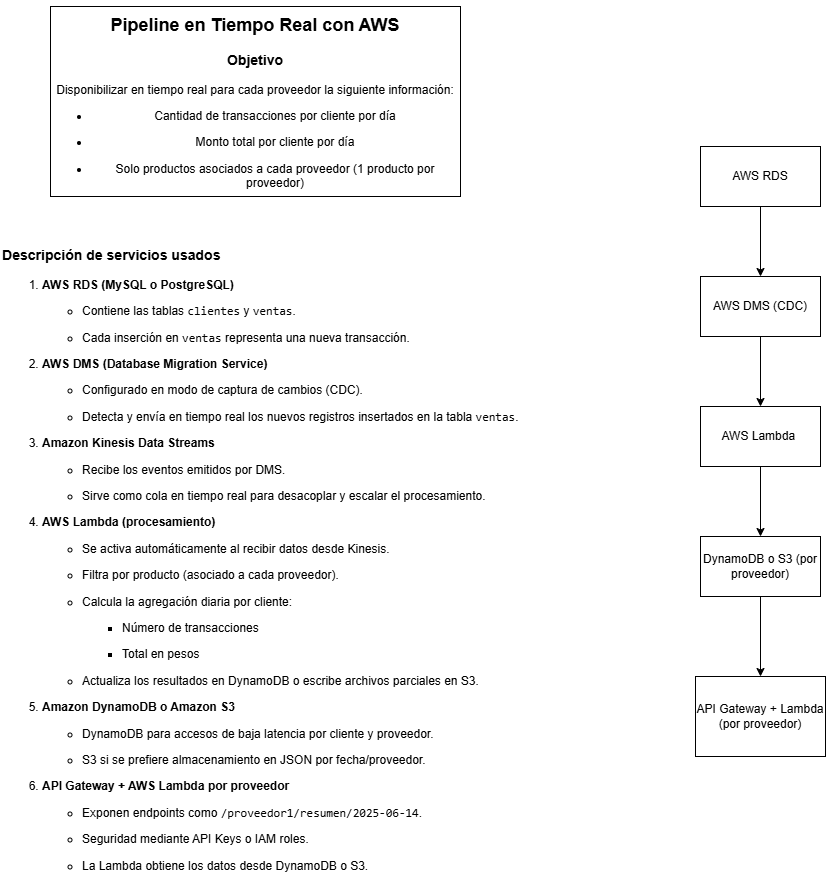 Pipeline en Tiempo Real con AWS
Objetivo
Disponibilizar en tiempo real para cada proveedor la siguiente información:
• Cantidad de transacciones por cliente por día
• Monto total por cliente por día
• Solo productos asociados a cada proveedor (1 producto por
proveedor)
Descripción de servicios usados
1. AWS RDS (MySQL o PostgreSQL)
Contiene las tablas clientes y ventas.
Cada inserción en ventas representa una nueva transacción.
2. AWS DMS (Database Migration Service)
Configurado en modo de captura de cambios (CDC).
Detecta y envía en tiempo real los nuevos registros insertados en la tabla ventas.
3. Amazon Kinesis Data Streams
Recibe los eventos emitidos por DMS.
Sirve como cola en tiempo real para desacoplar y escalar el procesamiento.
4. AWS Lambda (procesamiento)
Se activa automáticamente al recibir datos desde Kinesis.
Filtra por producto (asociado a cada proveedor).
Calcula la agregación diaria por cliente:
Número de transacciones
Total en pesos
Actualiza los resultados en DynamoDB o escribe archivos parciales en S3.
5. Amazon DynamoDB o Amazon S3
DynamoDB para accesos de baja latencia por cliente y proveedor.
S3 si se prefiere almacenamiento en JSON por fecha/proveedor.
6. API Gateway + AWS Lambda por proveedor
Exponen endpoints como /proveedor1/resumen/2025-06-14.
Seguridad mediante API Keys o IAM roles.
La Lambda obtiene los datos desde DynamoDB o S3.
AWS RDS
AWS DMS (CDC)
AWS Lambda
DynamoDB o S3 (por
proveedor)
API Gateway + Lambda
(por proveedor)